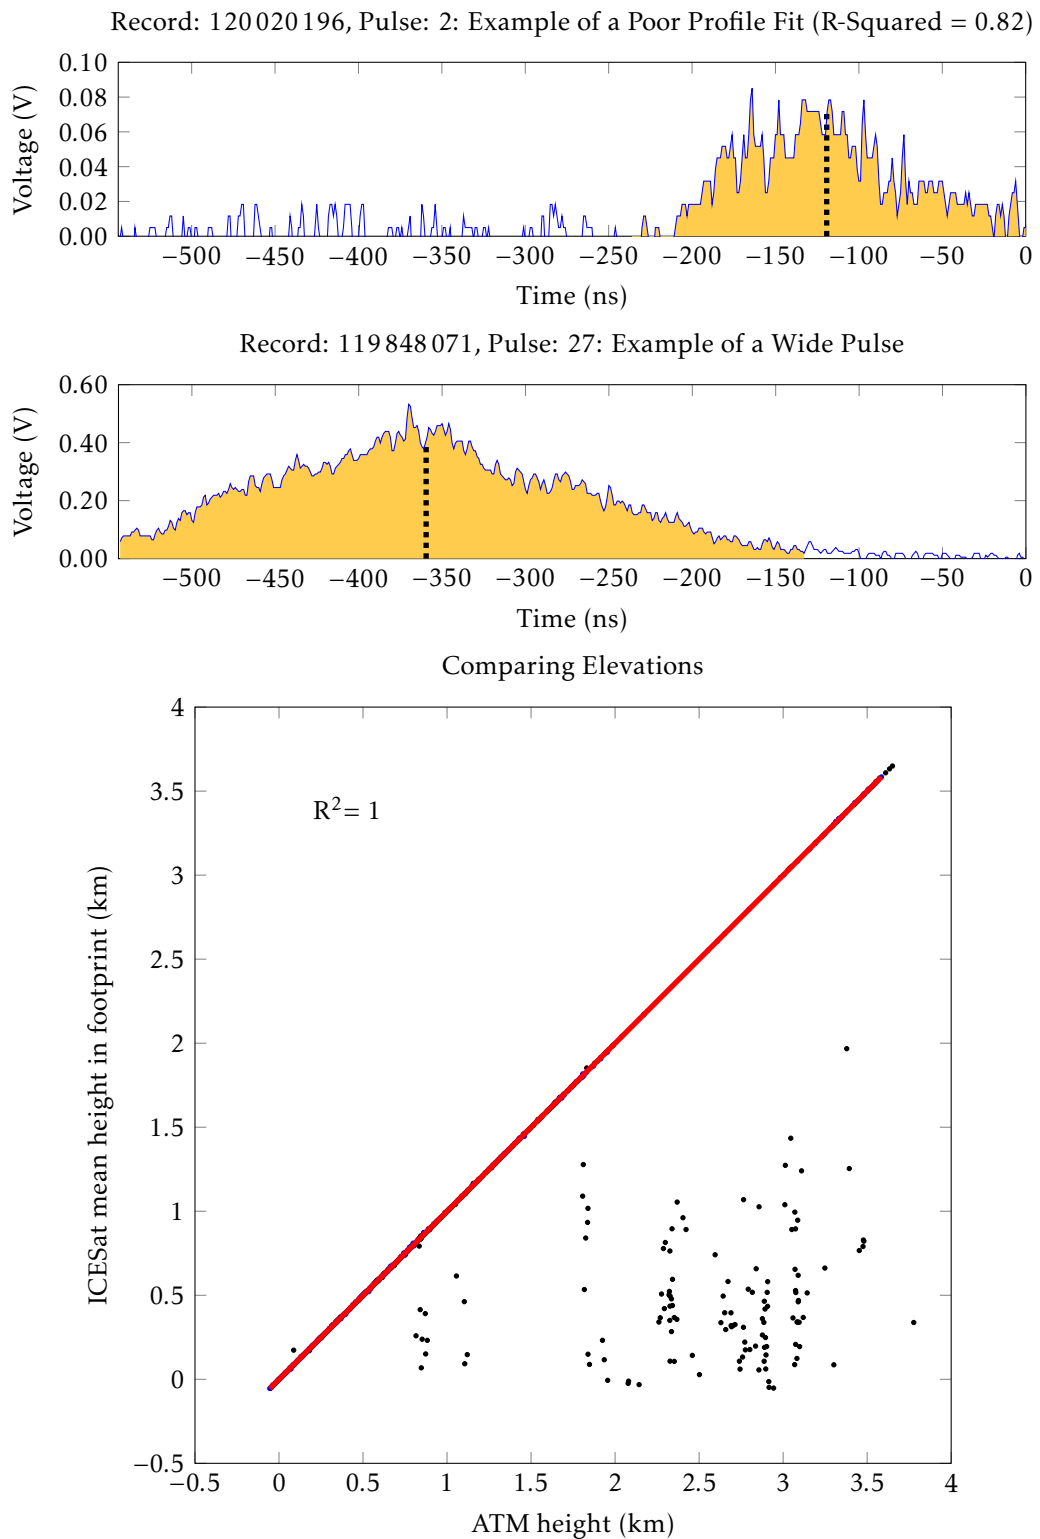 Record: 120 020 196, Pulse: 2: Example of a Poor Profile Fit (R-Squared = 0.82)
0.10
0.08
0.06
0.04
0.02
0.00
Voltage (V)
−500 −450 −400 −350 −300 −250 −200 −150 −100 −50 0
Time (ns)
Record: 119 848 071, Pulse: 27: Example of a Wide Pulse
0.60
0.40
0.20
0.00
Voltage (V)
−500 −450 −400 −350 −300 −250 −200 −150 −100 −50 0
Time (ns)
Comparing Elevations
4
3.5
3
2.5
2
1.5
1
0.5
0
−0.5
ICESat mean height in footprint (km)
R²= 1
−0.5 0 0.5 1 1.5 2 2.5 3 3.5 4
ATM height (km)